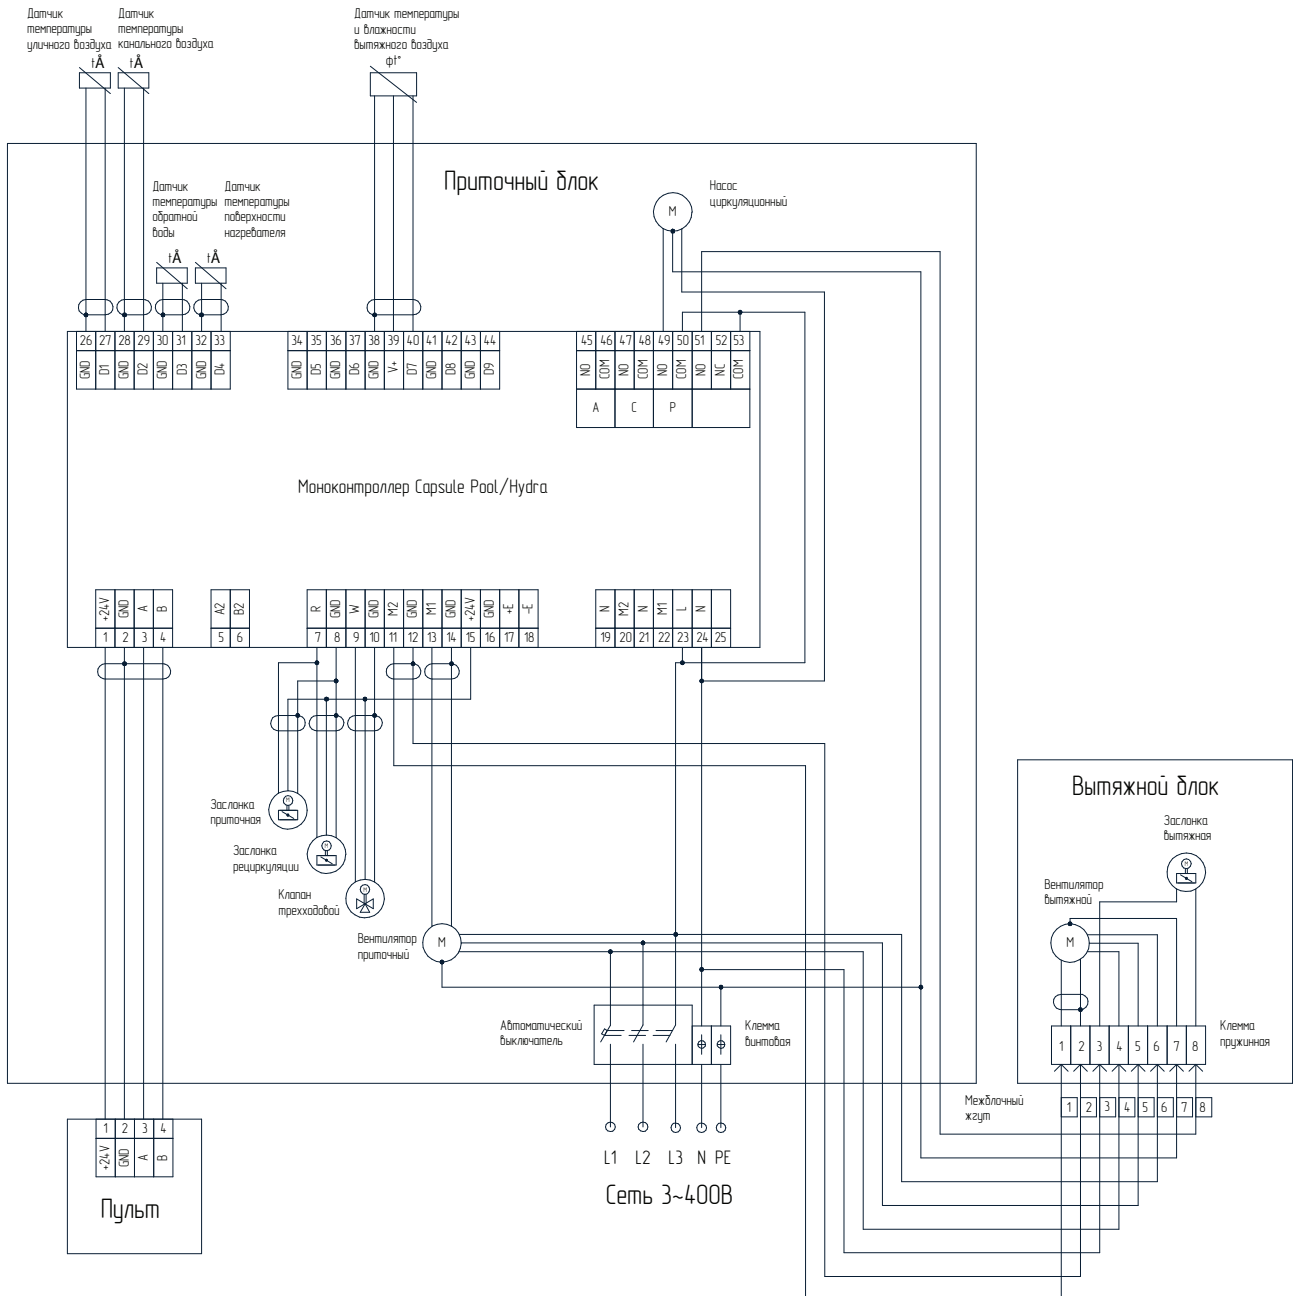 Датчик
температуры
уличного воздуха
Датчик
температуры
канального воздуха
Датчик температуры
и влажности
вытяжного воздуха
tÅ
tÅ
φt°
Приточный блок
Датчик
температуры
обратной
воды
Датчик
температуры
поверхности
нагревателя
tÅ
tÅ
M
Насос
циркуляционный
26 27 28 29 30 31 32 33
GND D1 GND D2 GND D3 GND D4
34 35 36 37 38 39 40 41 42 43 44
GND D5 GND D6 GND V+ D7 GND D8 GND D9
45 46 47 48 49 50 51 52 53
NO COM NO COM NO COM NO NC COM
A C P
Моноконтроллер Capsule Pool/Hydra
+24V GND A B
1 2 3 4
A2 B2
5 6
R GND W GND M2 GND M1 GND +24V GND +E -E
7 8 9 10 11 12 13 14 15 16 17 18
N M2 N M1 L N
19 20 21 22 23 24 25
M
Заслонка
приточная
M
Заслонка
рециркуляции
M
Клапан
трехходовой
Вентилятор
приточный
M
Автоматический
выключатель
Клемма
винтовая
L1 L2 L3 N PE
Сеть 3~400В
1 2 3 4
+24V GND A B
Пульт
Вытяжной блок
Заслонка
вытяжная
M
Вентилятор
вытяжной
M
1 2 3 4 5 6 7 8
Клемма
пружинная
Межблочный
жгут
1 2 3 4 5 6 7 8